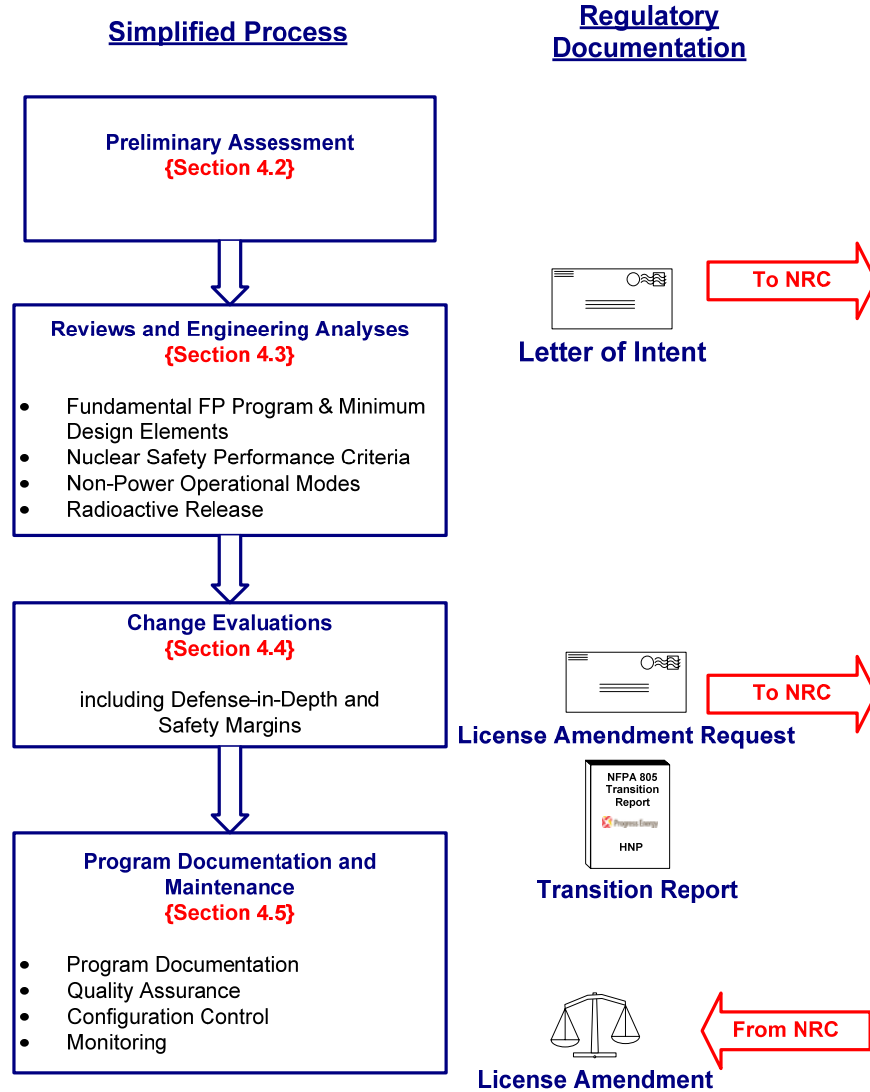 Simplified Process
Regulatory
Documentation
Preliminary Assessment
{Section 4.2}
To NRC
Letter of Intent
Reviews and Engineering Analyses
{Section 4.3}
• Fundamental FP Program & Minimum
Design Elements
• Nuclear Safety Performance Criteria
• Non-Power Operational Modes
• Radioactive Release
Change Evaluations
{Section 4.4}
including Defense-in-Depth and
Safety Margins
To NRC
License Amendment Request
NFPA 805
Transition
Report
Progress Energy
HNP
Transition Report
Program Documentation and
Maintenance
{Section 4.5}
• Program Documentation
• Quality Assurance
• Configuration Control
• Monitoring
From NRC
License Amendment